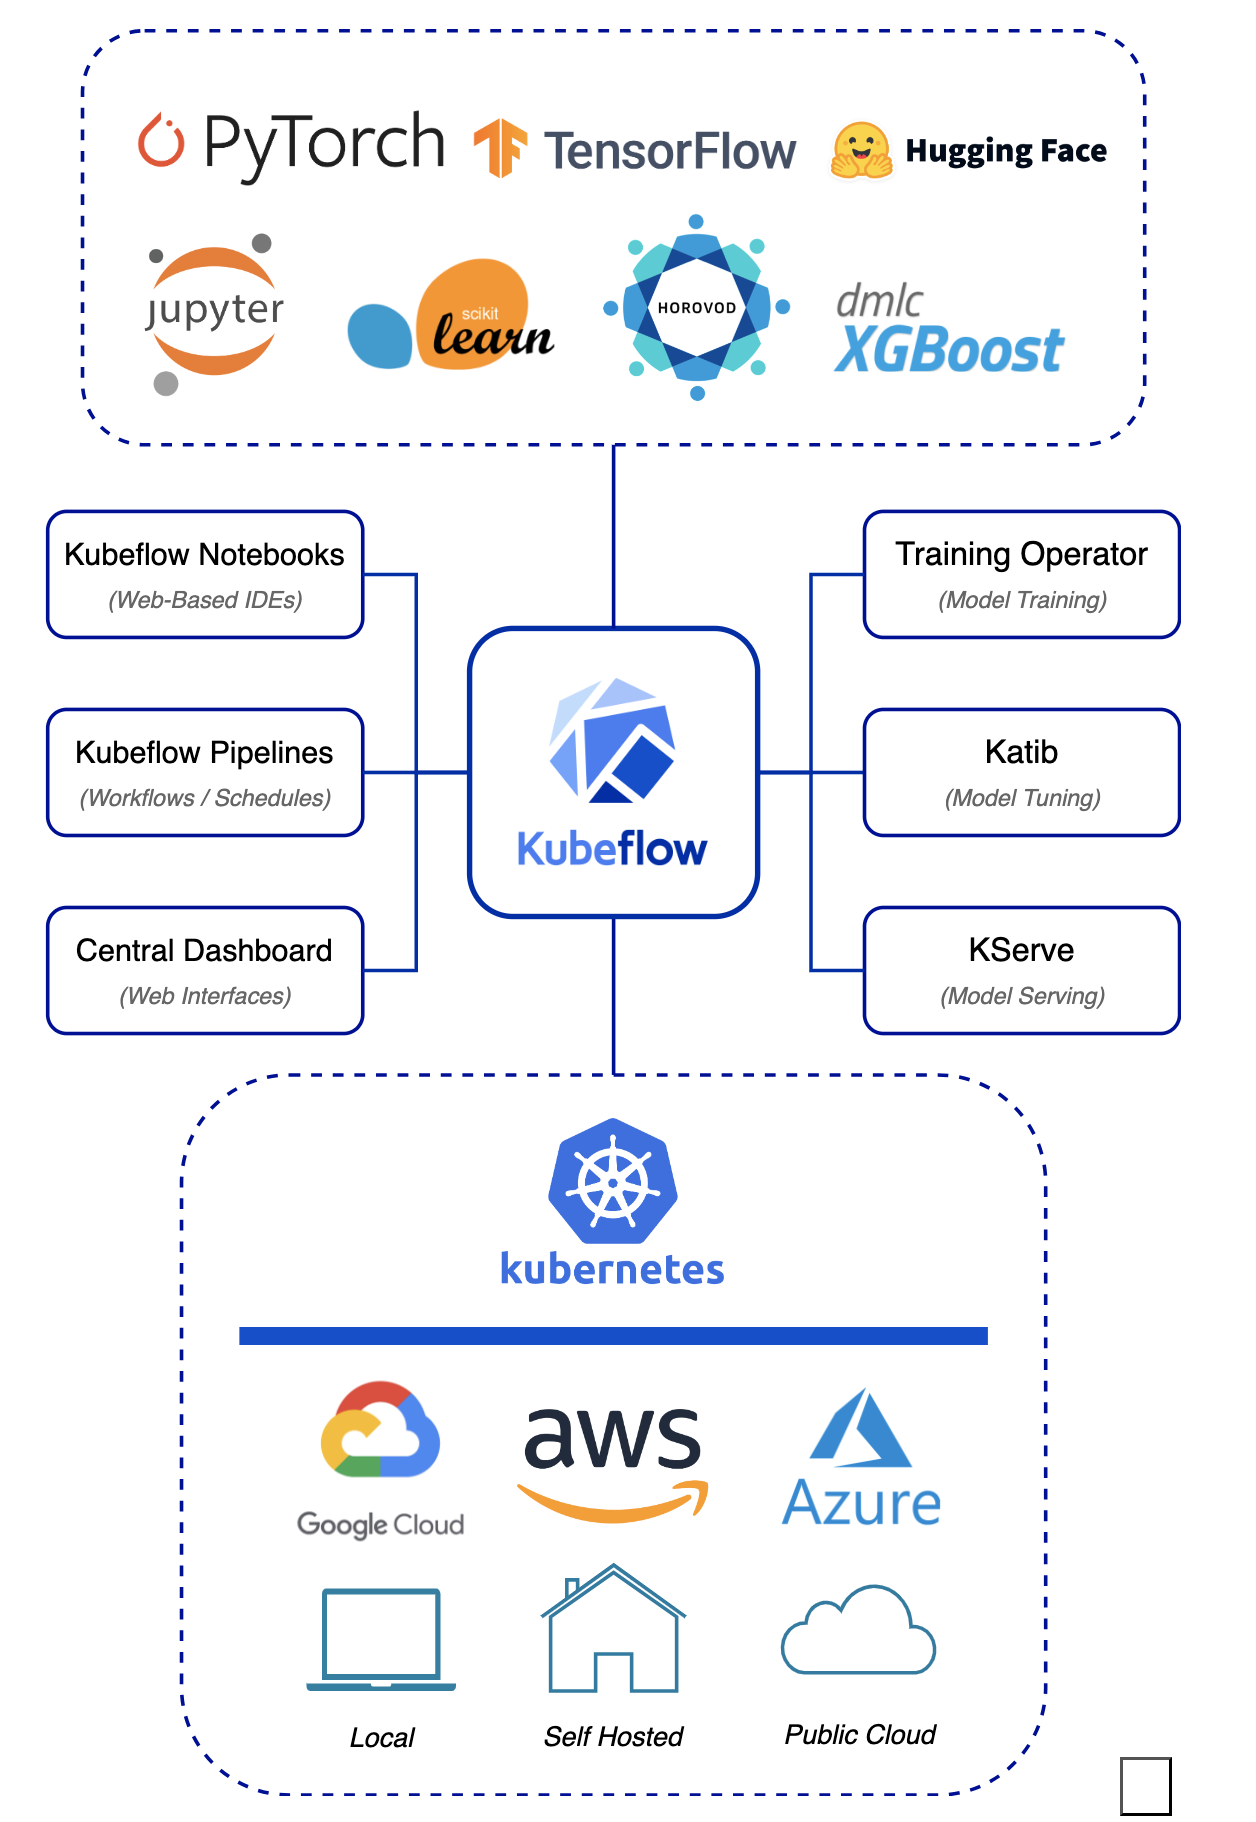 PyTorch
TensorFlow
Hugging Face
jupyter
scikit
learn
HOROVOD
dmlc
XGBoost
Kubeflow Notebooks
(Web-Based IDEs)
Training Operator
(Model Training)
Kubeflow Pipelines
(Workflows / Schedules)
Katib
(Model Tuning)
Kubeflow
Central Dashboard
(Web Interfaces)
KServe
(Model Serving)
kubernetes
Google Cloud
aws
Azure
Local
Self Hosted
Public Cloud